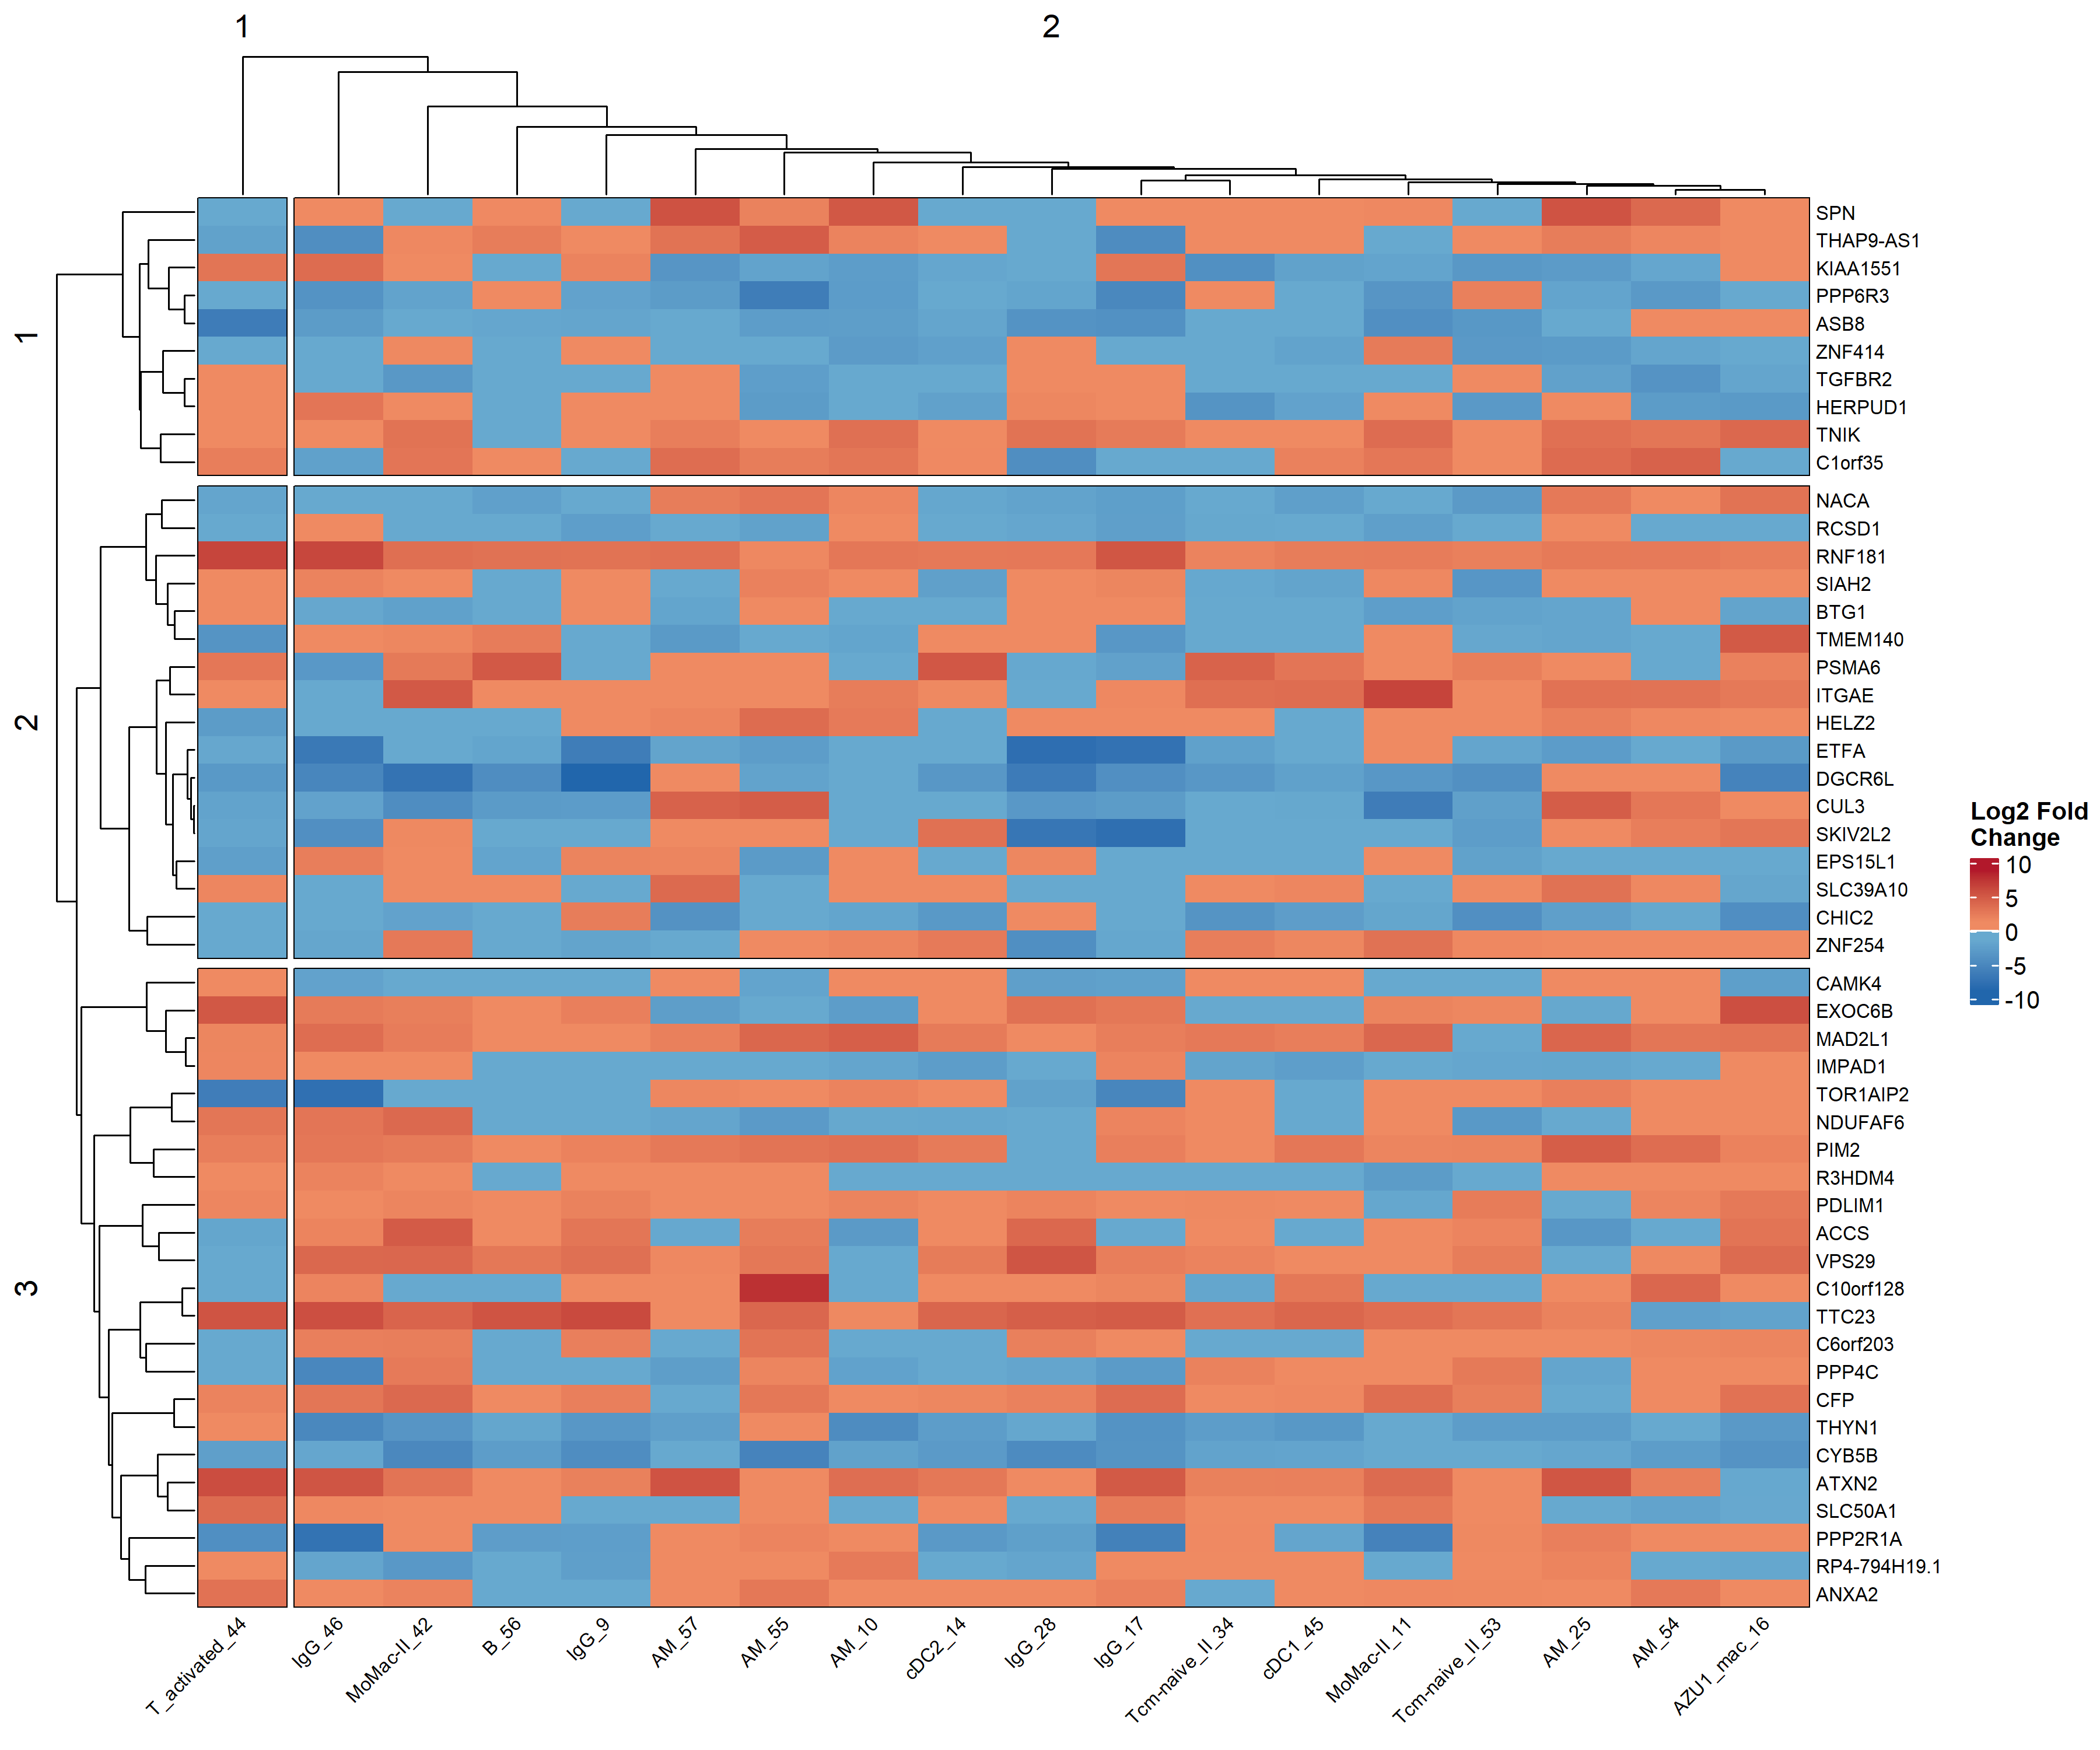 1
2
1
SPN
THAP9-AS1
KIAA1551
PPP6R3
ASB8
ZNF414
TGFBR2
HERPUD1
TNIK
C1orf35
2
NACA
RCSD1
RNF181
SIAH2
BTG1
TMEM140
PSMA6
ITGAE
HELZ2
ETFA
DGCR6L
CUL3
SKIV2L2
EPS15L1
SLC39A10
CHIC2
ZNF254
3
CAMK4
EXOC6B
MAD2L1
IMPAD1
TOR1AIP2
NDUFAF6
PIM2
R3HDM4
PDLIM1
ACCS
VPS29
C10orf128
TTC23
C6orf203
PPP4C
CFP
THYN1
CYB5B
ATXN2
SLC50A1
PPP2R1A
RP4-794H19.1
ANXA2
T_activated_44
IgG_46
MoMac-II_42
B_56
IgG_9
AM_57
AM_55
AM_10
cDC2_14
IgG_28
IgG_17
Tcm-naive_II_34
cDC1_45
MoMac-II_11
Tcm-naive_II_53
AM_25
AM_54
AZU1_mac_16
Log2 Fold
Change
10
5
0
-5
-10